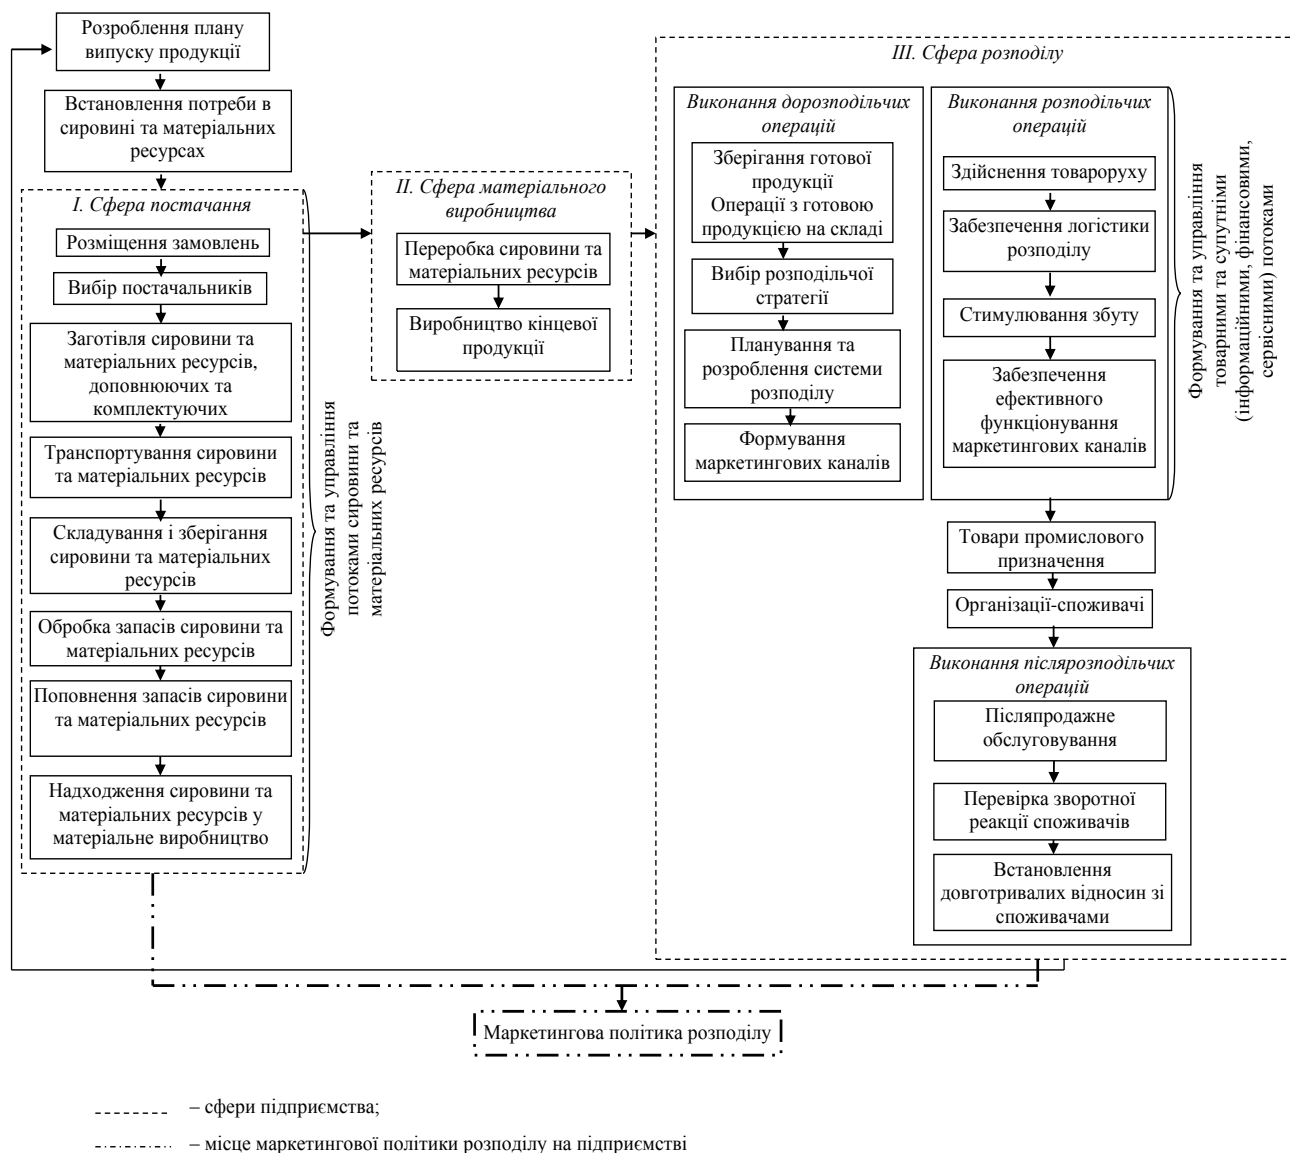 Розроблення плану
випуску продукції
Встановлення потреби в
сировині та матеріальних
ресурсах
І. Сфера постачання
Розміщення замовлень
Вибір постачальників
Заготівля сировини та
матеріальних ресурсів,
доповнюючих та
комплектуючих
Транспортування сировини
та матеріальних ресурсів
Складування і зберігання
сировини та матеріальних
ресурсів
Обробка запасів сировини та
матеріальних ресурсів
Поповнення запасів сировини
та матеріальних ресурсів
Надходження сировини та
матеріальних ресурсів у
матеріальне виробництво
Формування та управління
потоками сировини та
матеріальних ресурсів
ІІ. Сфера матеріального
виробництва
Переробка сировини та
матеріальних ресурсів
Виробництво кінцевої
продукції
ІІІ. Сфера розподілу
Виконання дорозподільчих
операцій
Зберігання готової
продукції
Операції з готовою
продукцією на складі
Вибір розподільчої
стратегії
Планування та
розроблення системи
розподілу
Формування
маркетингових каналів
Виконання розподільчих
операцій
Здійснення товароруху
Забезпечення логістики
розподілу
Стимулювання збуту
Забезпечення
ефективного
функціонування
маркетингових каналів
Формування та управління
товарними та супутніми
(інформаційними, фінансовими,
сервісними) потоками
Товари промислового
призначення
Організації-споживачі
Виконання післярозподільчих
операцій
Післяпродажне
обслуговування
Перевірка зворотної
реакції споживачів
Встановлення
довготривалих відносин зі
споживачами
Маркетингова політика розподілу
– сфери підприємства;
– місце маркетингової політики розподілу на підприємстві